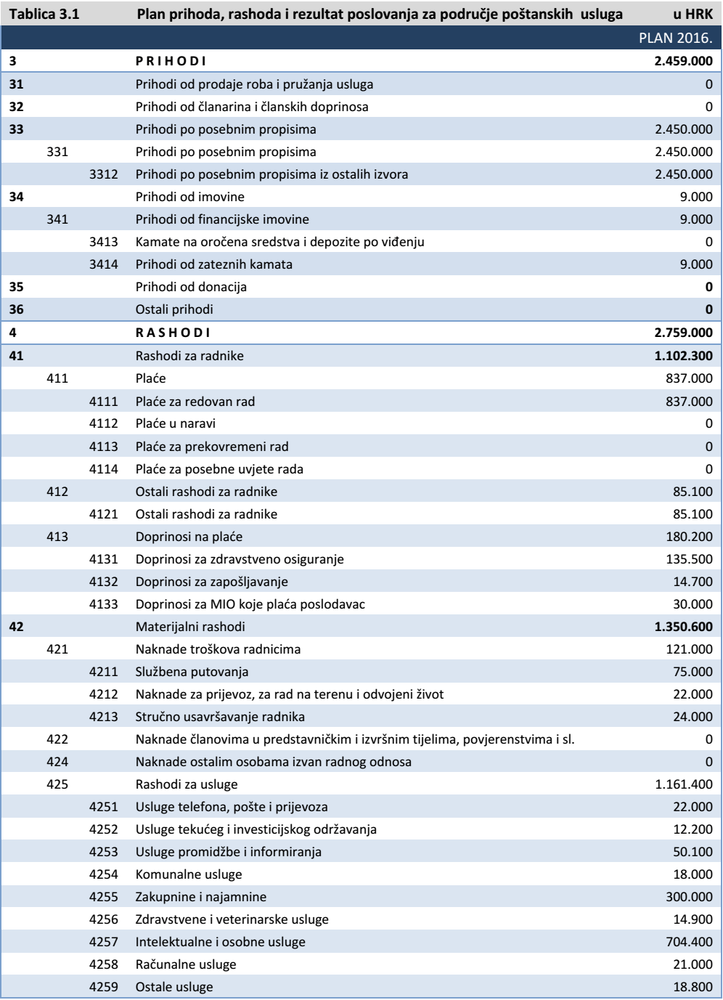 Tablica 3.1 Plan prihoda, rashoda i rezultat poslovanja za područje poštanskih usluga u HRK
PLAN 2016.
3 P R I H O D I 2.459.000
31 Prihodi od prodaje roba i pružanja usluga 0
32 Prihodi od članarina i članskih doprinosa 0
33 Prihodi po posebnim propisima 2.450.000
331 Prihodi po posebnim propisima 2.450.000
3312 Prihodi po posebnim propisima iz ostalih izvora 2.450.000
34 Prihodi od imovine 9.000
341 Prihodi od financijske imovine 9.000
3413 Kamate na oročena sredstva i depozite po viđenju 0
3414 Prihodi od zateznih kamata 9.000
35 Prihodi od donacija 0
36 Ostali prihodi 0
4 R A S H O D I 2.759.000
41 Rashodi za radnike 1.102.300
411 Plaće 837.000
4111 Plaće za redovan rad 837.000
4112 Plaće u naravi 0
4113 Plaće za prekovremeni rad 0
4114 Plaće za posebne uvjete rada 0
412 Ostali rashodi za radnike 85.100
4121 Ostali rashodi za radnike 85.100
413 Doprinosi na plaće 180.200
4131 Doprinosi za zdravstveno osiguranje 135.500
4132 Doprinosi za zapošljavanje 14.700
4133 Doprinosi za MIO koje plaća poslodavac 30.000
42 Materijalni rashodi 1.350.600
421 Naknade troškova radnicima 121.000
4211 Službena putovanja 75.000
4212 Naknade za prijevoz, za rad na terenu i odvojeni život 22.000
4213 Stručno usavršavanje radnika 24.000
422 Naknade članovima u predstavničkim i izvršnim tijelima, povjerenstvima i sl. 0
424 Naknade ostalim osobama izvan radnog odnosa 0
425 Rashodi za usluge 1.161.400
4251 Usluge telefona, pošte i prijevoza 22.000
4252 Usluge tekućeg i investicijskog održavanja 12.200
4253 Usluge promidžbe i informiranja 50.100
4254 Komunalne usluge 18.000
4255 Zakupnine i najamnine 300.000
4256 Zdravstvene i veterinarske usluge 14.900
4257 Intelektualne i osobne usluge 704.400
4258 Računalne usluge 21.000
4259 Ostale usluge 18.800